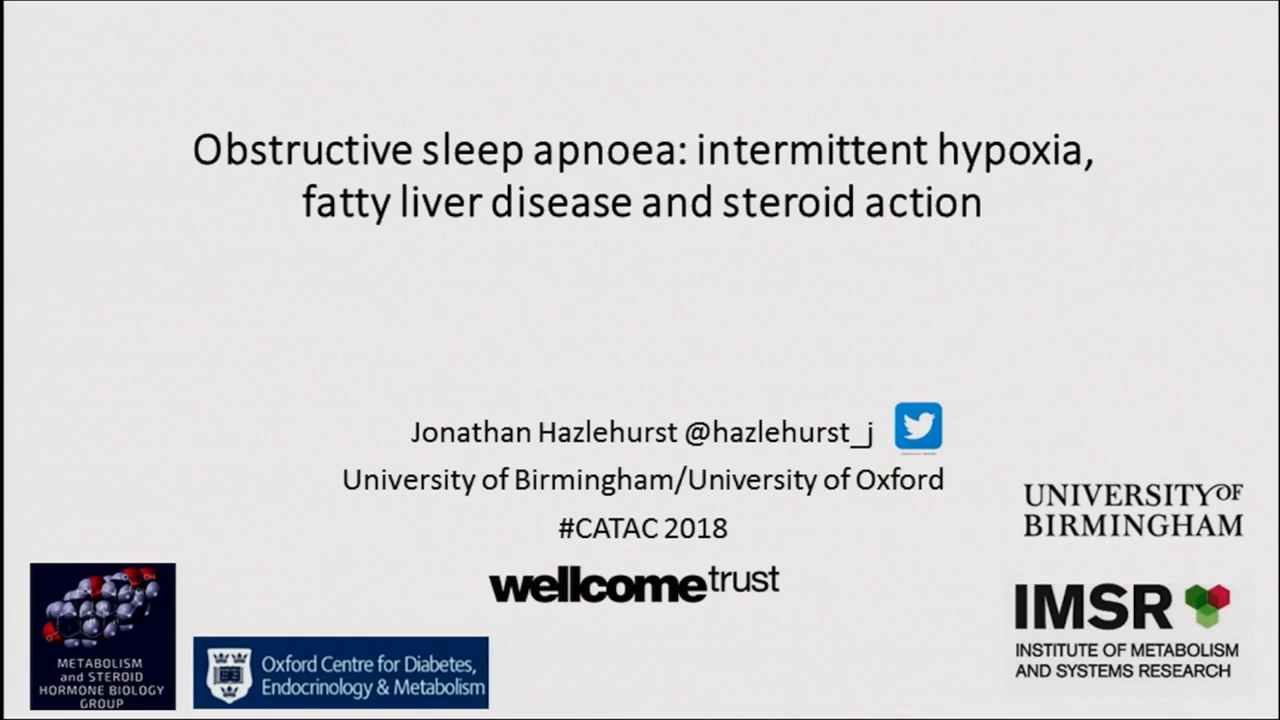 Obstructive sleep apnoea: intermittent hypoxia,
fatty liver disease and steroid action
Jonathan Hazlehurst @hazlehurst_j
University of Birmingham/University of Oxford
#CATAC 2018
wellcometrust
UNIVERSITY OF
BIRMINGHAM
IMSR
INSTITUTE OF METABOLISM
AND SYSTEMS RESEARCH
METABOLISM
and STEROID
HORMONE BIOLOGY
GROUP
Oxford Centre for Diabetes,
Endocrinology & Metabolism